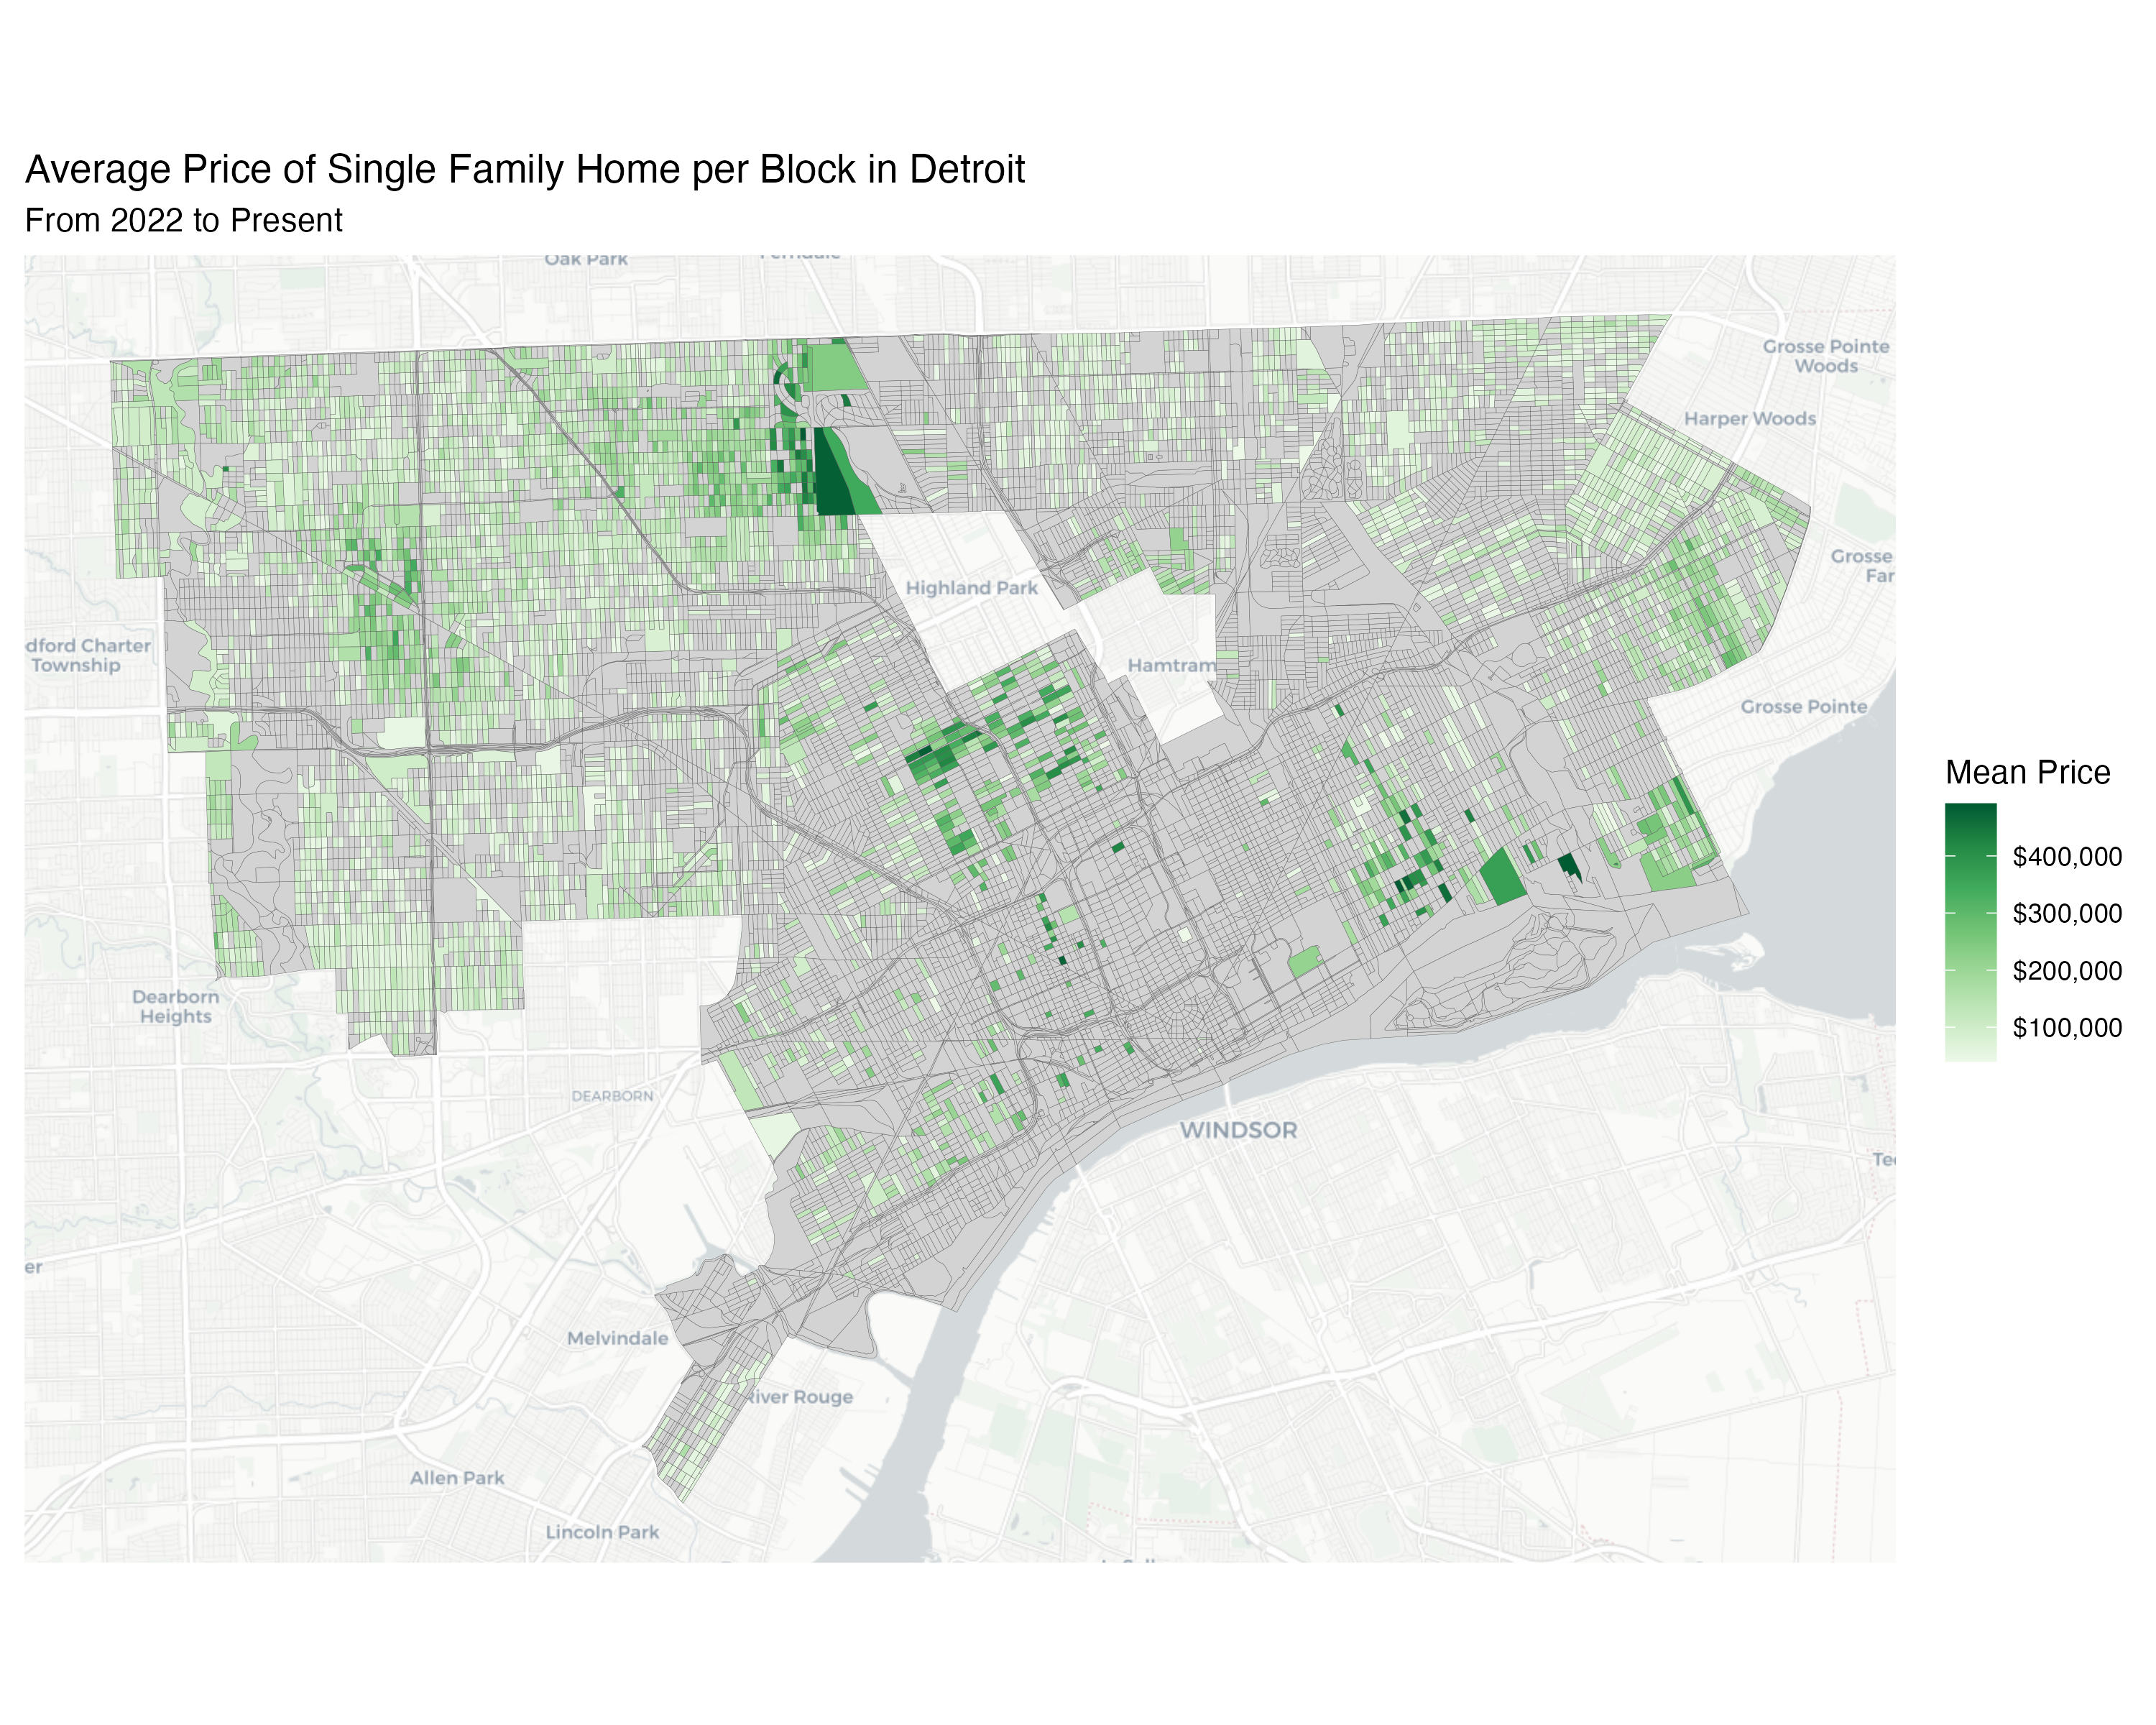 Average Price of Single Family Home per Block in Detroit
From 2022 to Present
Oak Park
Ferndale
Grosse Pointe
Woods
Harper Woods
Grosse
Far
Highland Park
dford Charter
Township
Hamtram
Grosse Pointe
Mean Price
$400,000
$300,000
$200,000
$100,000
Dearborn
Heights
DEARBORN
WINDSOR
Te
er
Melvindale
River Rouge
Allen Park
Lincoln Park